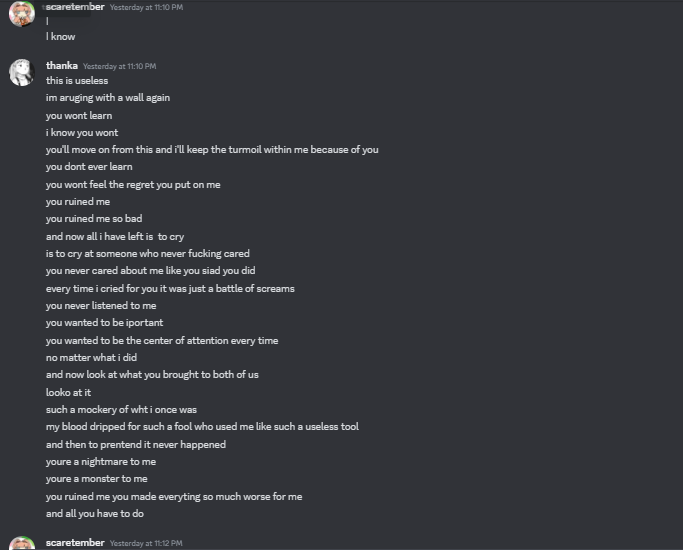 scaretember Yesterday at 11:10 PM
I
I know
thanka Yesterday at 11:10 PM
this is useless
im aruging with a wall again
you wont learn
i know you wont
you'll move on from this and i'll keep the turmoil within me because of you
you dont ever learn
you wont feel the regret you put on me
you ruined me
you ruined me so bad
and now all i have left is to cry
is to cry at someone who never fucking cared
you never cared about me like you siad you did
every time i cried for you it was just a battle of screams
you never listened to me
you wanted to be iportant
you wanted to be the center of attention every time
no matter what i did
and now look at what you brought to both of us
looko at it
such a mockery of wht i once was
my blood dripped for such a fool who used me like such a useless tool
and then to prentend it never happened
youre a nightmare to me
youre a monster to me
you ruined me you made everyting so much worse for me
and all you have to do
scaretember Yesterday at 11:12 PM